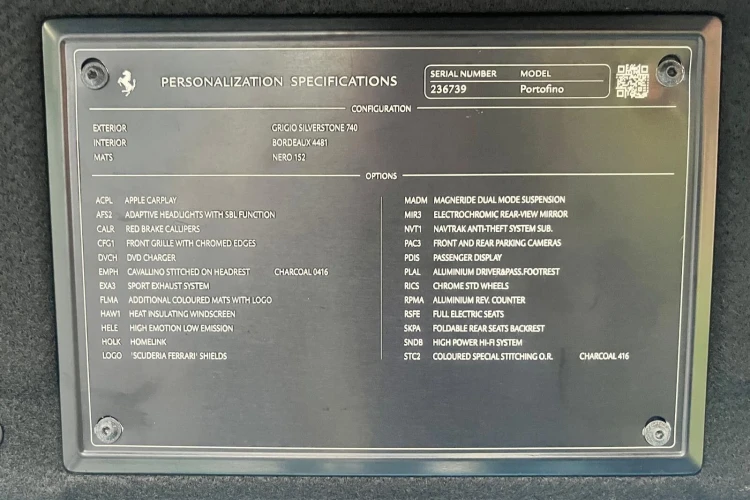 PERSONALIZATION SPECIFICATIONS
SERIAL NUMBER MODEL
236739 Portofino
CONFIGURATION
EXTERIOR GRIGIO SILVERSTONE 740
INTERIOR BORDEAUX 4481
MATS NERO 152
OPTIONS
ACPL APPLE CARPLAY
AFS2 ADAPTIVE HEADLIGHTS WITH SBL FUNCTION
CALR RED BRAKE CALLIPERS
CFG1 FRONT GRILLE WITH CHROMED EDGES
DVCH DVD CHARGER
EMPH CAVALLINO STITCHED ON HEADREST CHARCOAL 0416
EXA3 SPORT EXHAUST SYSTEM
FLMA ADDITIONAL COLOURED MATS WITH LOGO
HAW1 HEAT INSULATING WINDSCREEN
HELE HIGH EMOTION LOW EMISSION
HOLK HOMELINK
LOGO 'SCUDERIA FERRARI' SHIELDS
MADM MAGNERIDE DUAL MODE SUSPENSION
MIR3 ELECTROCHROMIC REAR-VIEW MIRROR
NVT1 NAVTRAK ANTI-THEFT SYSTEM SUB.
PAC3 FRONT AND REAR PARKING CAMERAS
PDIS PASSENGER DISPLAY
PLAL ALUMINIUM DRIVER&PASS.FOOTREST
RICS CHROME STD WHEELS
RPMA ALUMINIUM REV. COUNTER
RSFE FULL ELECTRIC SEATS
SKPA FOLDABLE REAR SEATS BACKREST
SNDB HIGH POWER HI-FI SYSTEM
STC2 COLOURED SPECIAL STITCHING O.R. CHARCOAL 416